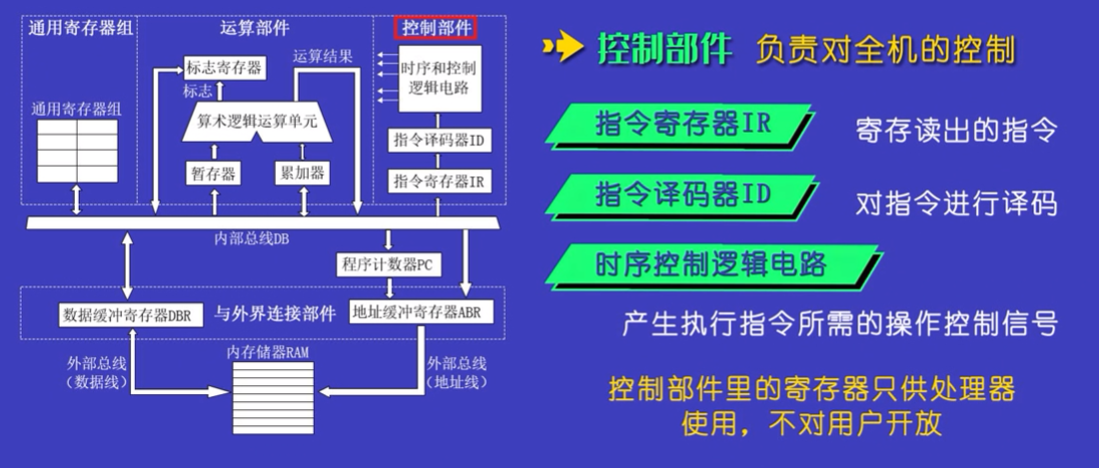 通用寄存器组
运算部件
控制部件
标志寄存器
运算结果
时序和控制
逻辑电路
标志
通用寄存器组
算术逻辑运算单元
指令译码器ID
暂存器
累加器
指令寄存器IR
内部总线DB
程序计数器PC
数据缓冲寄存器DBR
与外界连接部件
地址缓冲寄存器ABR
外部总线
（数据线）
内存储器RAM
外部总线
（地址线）
控制部件 负责对全机的控制
指令寄存器IR 寄存读出的指令
指令译码器ID 对指令进行译码
时序控制逻辑电路
产生执行指令所需的操作控制信号
控制部件里的寄存器只供处理器
使用，不对用户开放